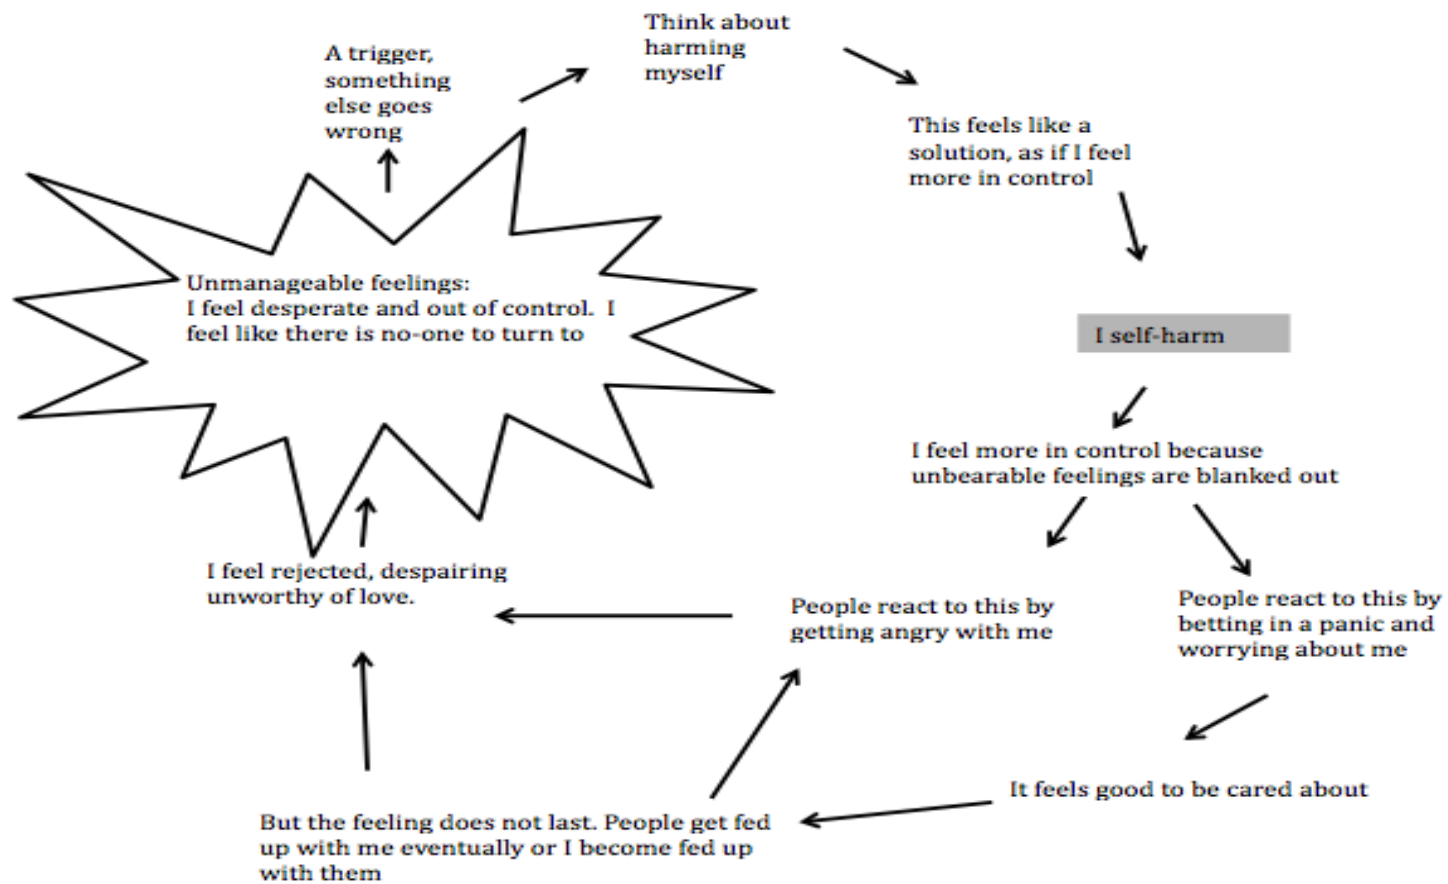 A trigger,
something
else goes
wrong
Think about
harming
myself
This feels like a
solution, as if I feel
more in control
Unmanageable feelings:
I feel desperate and out of control.  I
feel like there is no-one to turn to
I self-harm
I feel more in control because
unbearable feelings are blanked out
People react to this by
getting angry with me
People react to this by
betting in a panic and
worrying about me
It feels good to be cared about
But the feeling does not last. People get fed
up with me eventually or I become fed up
with them
I feel rejected, despairing
unworthy of love.